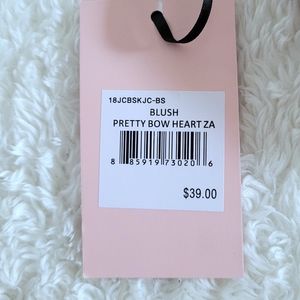 18JCBSKJC-BS
BLUSH
PRETTY BOW HEART ZA
8 85919 73020 6
$39.00